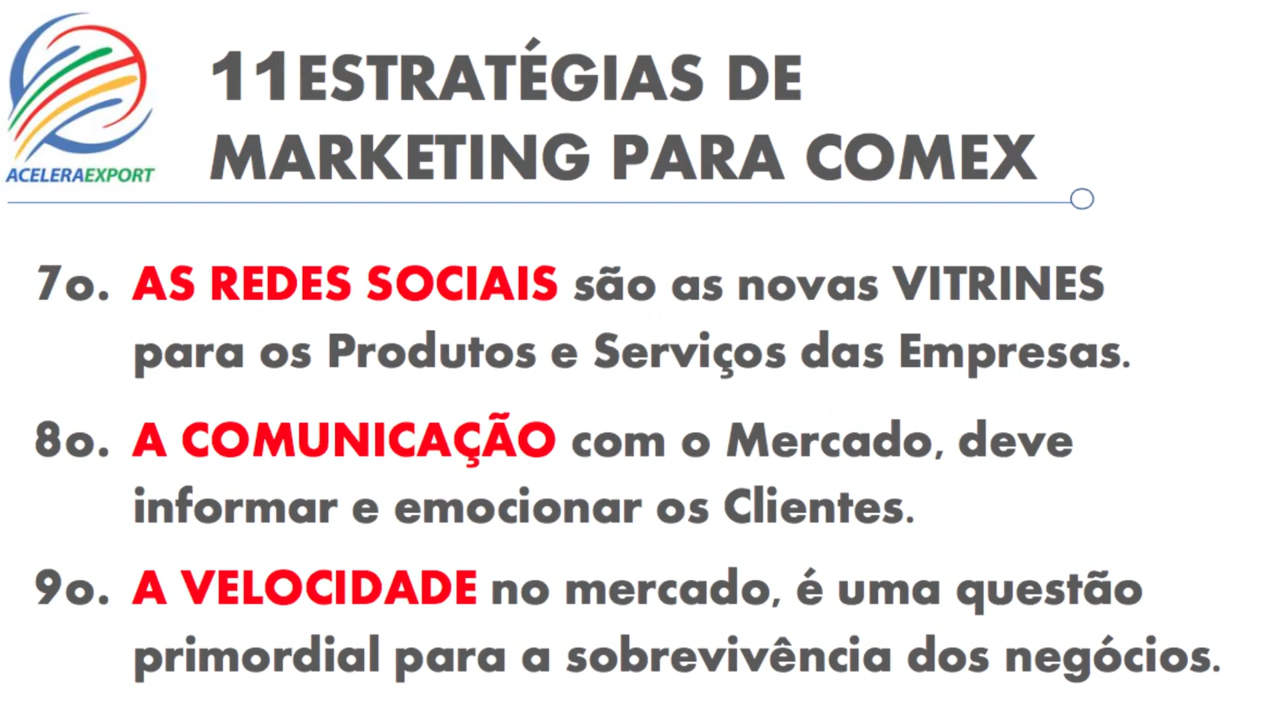 ACELERAEXPORT
11ESTRATÉGIAS DE
MARKETING PARA COMEX
7o. AS REDES SOCIAIS são as novas VITRINES
para os Produtos e Serviços das Empresas.
8o. A COMUNICAÇÃO com o Mercado, deve
informar e emocionar os Clientes.
9o. A VELOCIDADE no mercado, é uma questão
primordial para a sobrevivência dos negócios.